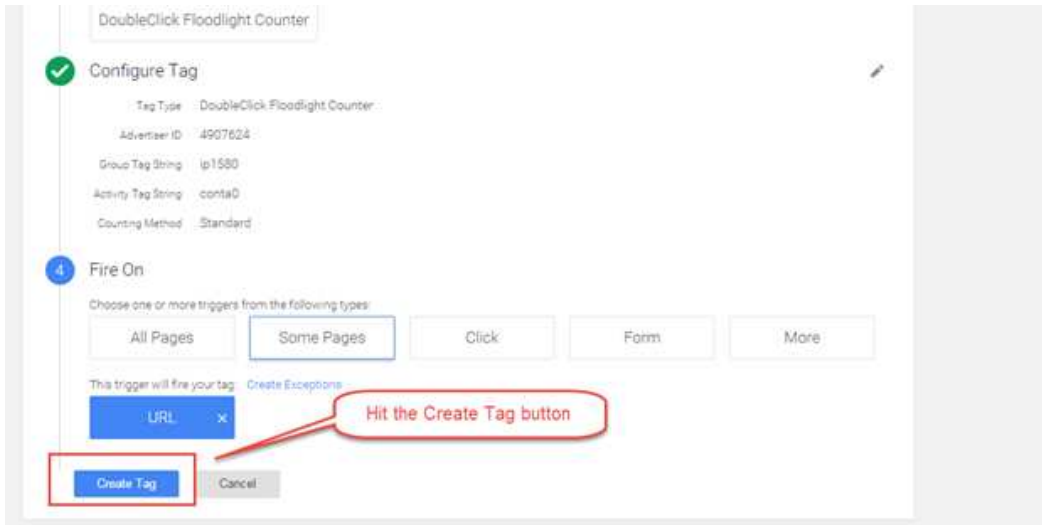 DoubleClick Floodlight Counter
Configure Tag
Tag Type DoubleClick Floodlight Counter
Advertiser ID 4907624
Group Tag String ip1580
Activity Tag String conta0
Counting Method Standard
4 Fire On
Choose one or more triggers from the following types:
All Pages Some Pages Click Form More
This trigger will fire your tag: Create Exceptions
URL ×
Hit the Create Tag button
Create Tag Cancel